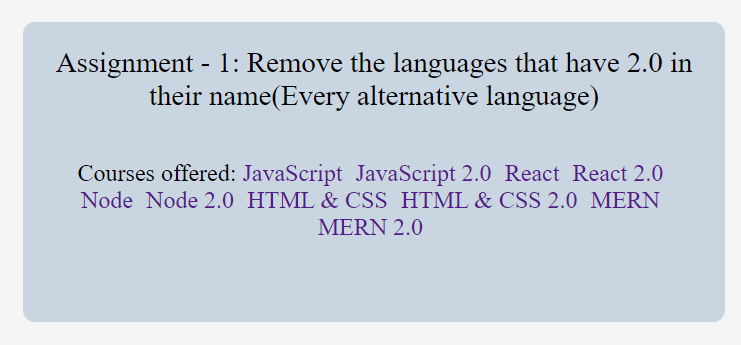 Assignment - 1: Remove the languages that have 2.0 in
their name(Every alternative language)
Courses offered: JavaScript JavaScript 2.0 React React 2.0
Node Node 2.0 HTML & CSS HTML & CSS 2.0 MERN
MERN 2.0